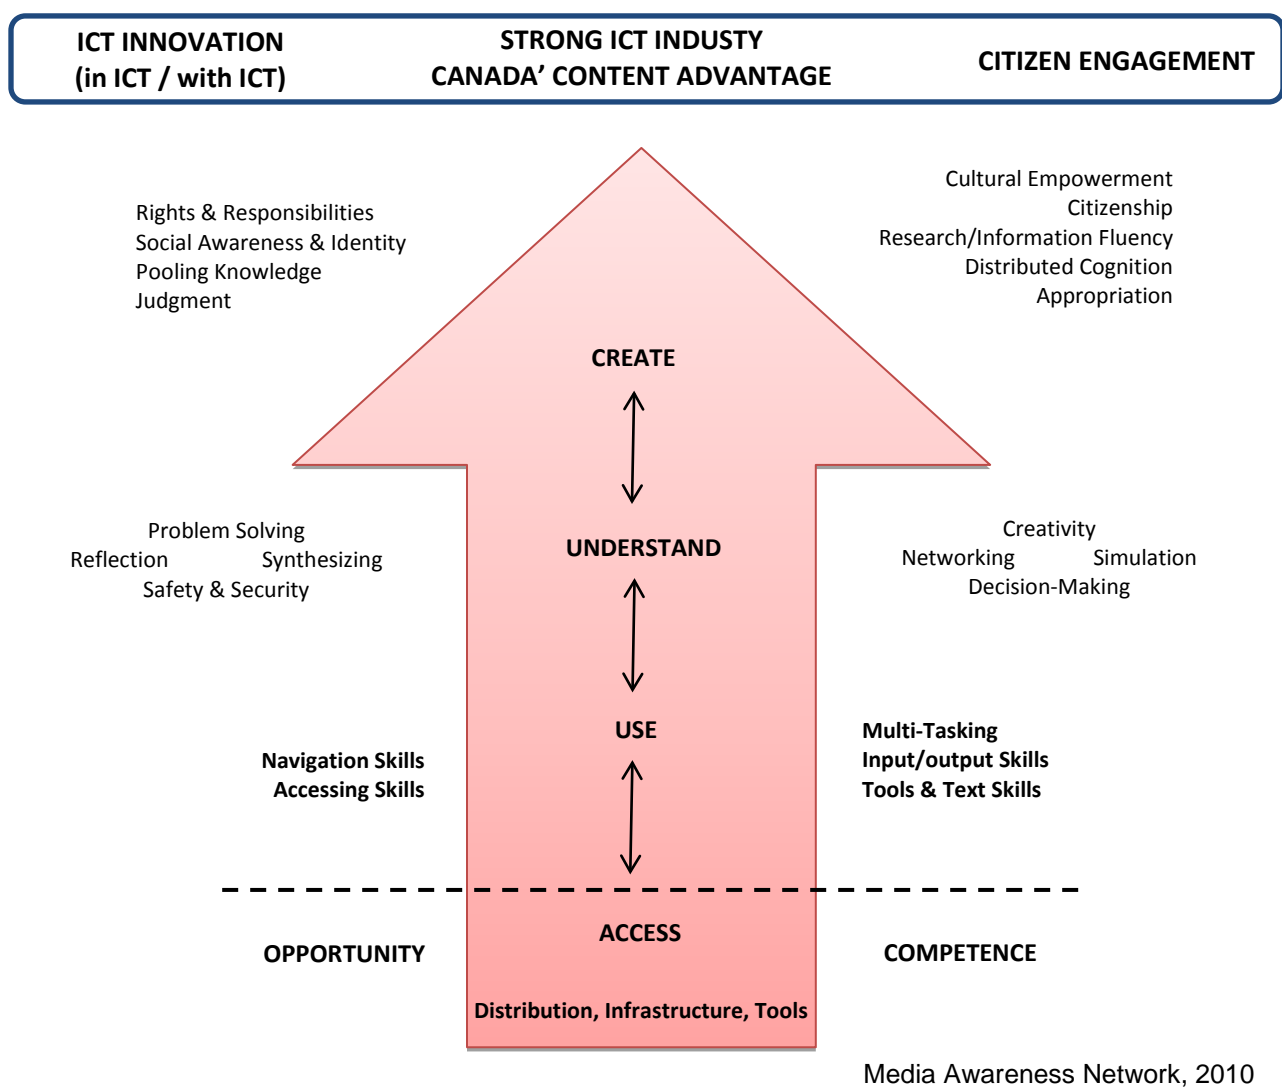 ICT INNOVATION
(in ICT / with ICT)
STRONG ICT INDUSTY
CANADA’ CONTENT ADVANTAGE
CITIZEN ENGAGEMENT
Rights & Responsibilities
Social Awareness & Identity
Pooling Knowledge
Judgment
Cultural Empowerment
Citizenship
Research/Information Fluency
Distributed Cognition
Appropriation
CREATE
Problem Solving
Reflection Synthesizing
Safety & Security
UNDERSTAND
Creativity
Networking Simulation
Decision-Making
USE
Navigation Skills
Accessing Skills
Multi-Tasking
Input/output Skills
Tools & Text Skills
OPPORTUNITY
ACCESS
COMPETENCE
Distribution, Infrastructure, Tools
Media Awareness Network, 2010